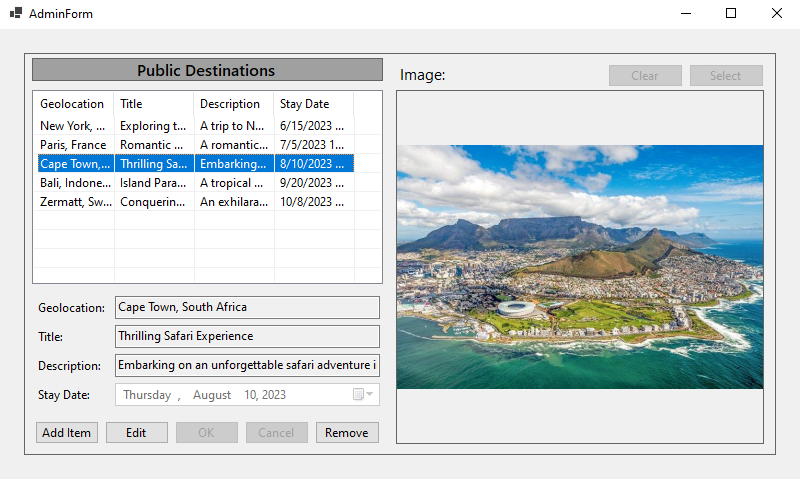 AdminForm
Public Destinations
Geolocation Title Description Stay Date
New York, ... Exploring t... A trip to N... 6/15/2023 ...
Paris, France Romantic ... A romantic... 7/5/2023 1...
Cape Town,... Thrilling Sa... Embarking... 8/10/2023 ...
Bali, Indone... Island Para... A tropical ... 9/20/2023 ...
Zermatt, Sw... Conquerin... An exhilara... 10/8/2023 ...
Geolocation: Cape Town, South Africa
Title: Thrilling Safari Experience
Description: Embarking on an unforgettable safari adventure i
Stay Date: Thursday , August 10, 2023
Add Item Edit OK Cancel Remove
Image: Clear Select